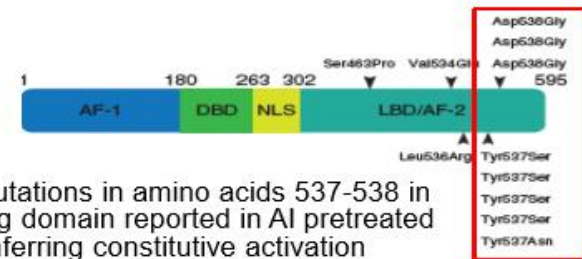 Asp538Gly
Asp538Gly
Ser463Pro Val534Glu Asp538Gly
1 180 263 302 595
AF-1 DBD NLS LBD/AF-2
Leu536Arg Tyr537Ser
Tyr537Ser
utations in amino acids 537-538 in
Tyr537Ser
g domain reported in AI pretreated
Tyr537Ser
nferring constitutive activation
Tyr537Asn